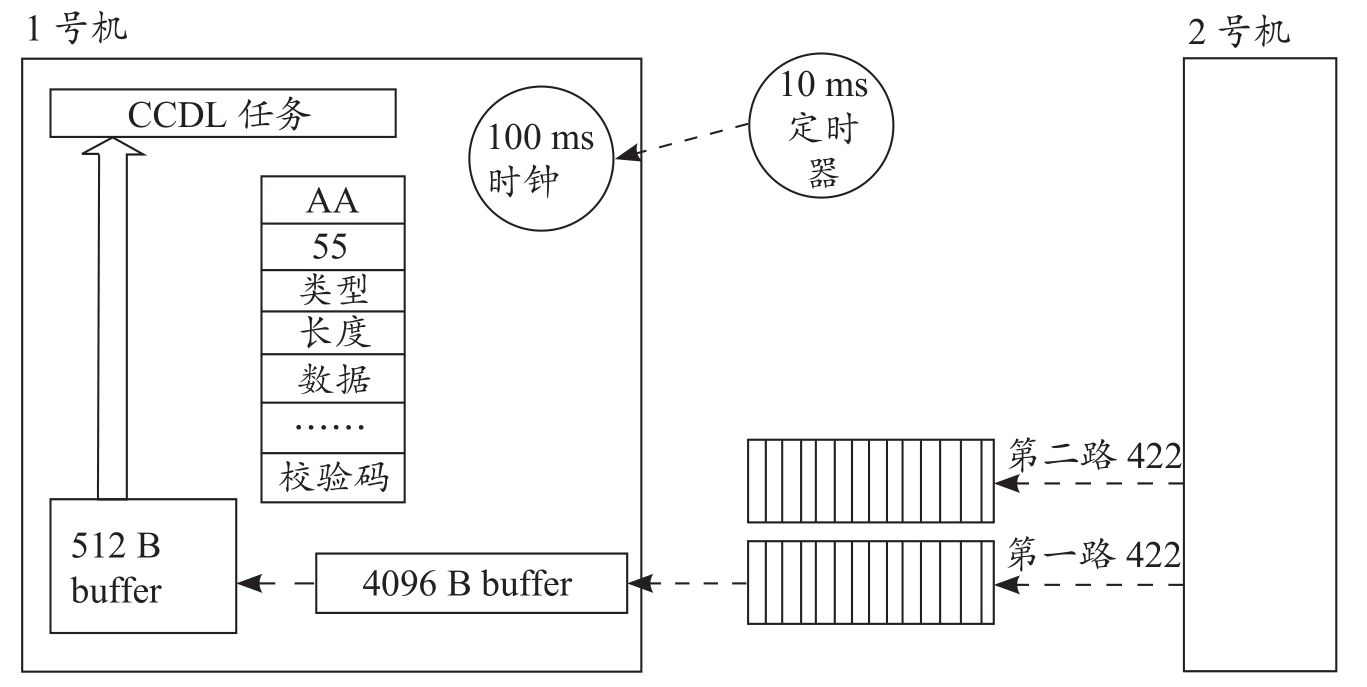 1 号机
2 号机
CCDL 任务
100 ms
时钟
10 ms
定时
器
AA
55
类型
长度
数据
……
校验码
第二路 422
第一路 422
512 B
buffer
4096 B buffer